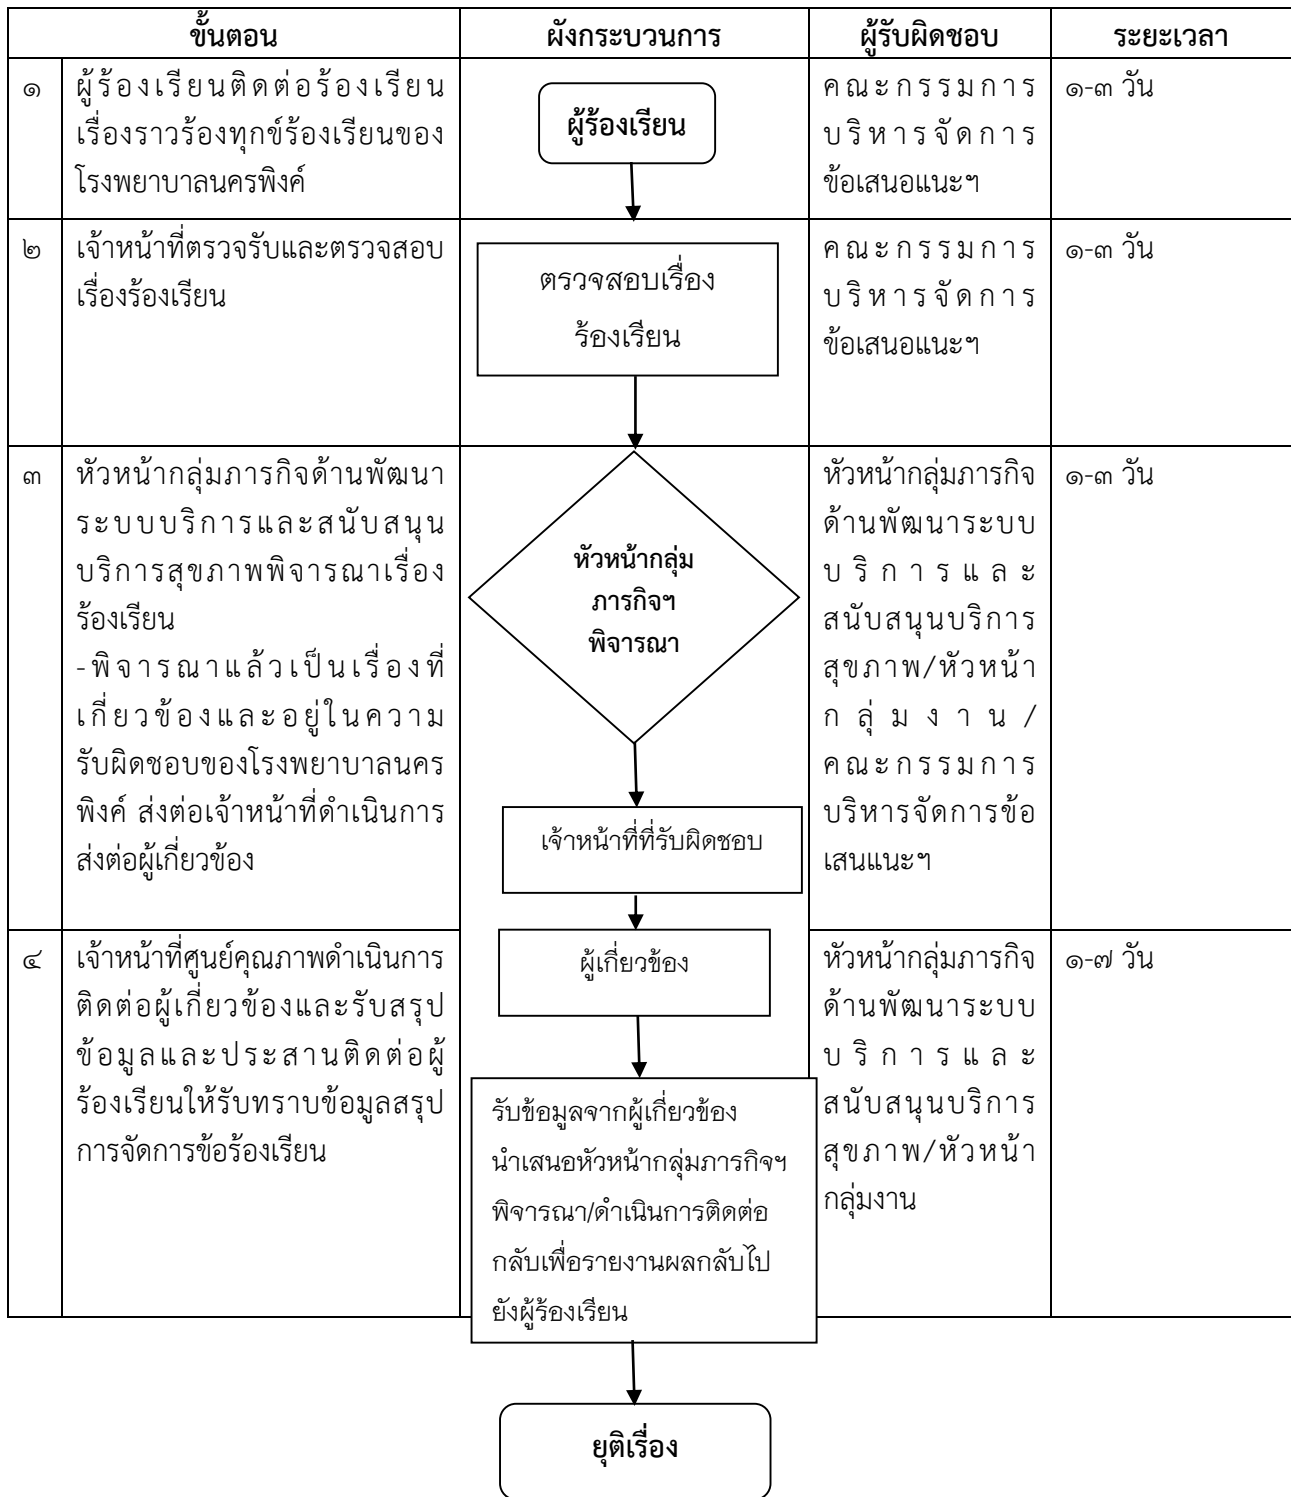 ขั้นตอน
ผังกระบวนการ
ผู้รับผิดชอบ
ระยะเวลา
๑
ผู้ร้องเรียนติดต่อร้องเรียน
เรื่องราวร้องทุกข์ร้องเรียนของ
โรงพยาบาลนครพิงค์
ผู้ร้องเรียน
คณะกรรมการ
บริหารจัดการ
ข้อเสนอแนะฯ
๑-๓ วัน
๒
เจ้าหน้าที่ตรวจรับและตรวจสอบ
เรื่องร้องเรียน
ตรวจสอบเรื่อง
ร้องเรียน
คณะกรรมการ
บริหารจัดการ
ข้อเสนอแนะฯ
๑-๓ วัน
๓
หัวหน้ากลุ่มภารกิจด้านพัฒนา
ระบบบริการและสนับสนุน
บริการสุขภาพพิจารณาเรื่อง
ร้องเรียน
-พิจารณาแล้วเป็นเรื่องที่
เกี่ยวข้องและอยู่ในความ
รับผิดชอบของโรงพยาบาลนคร
พิงค์ ส่งต่อเจ้าหน้าที่ดำเนินการ
ส่งต่อผู้เกี่ยวข้อง
หัวหน้ากลุ่ม
ภารกิจฯ
พิจารณา
เจ้าหน้าที่ที่รับผิดชอบ
หัวหน้ากลุ่มภารกิจ
ด้านพัฒนาระบบ
บริการและ
สนับสนุนบริการ
สุขภาพ/หัวหน้า
กลุ่มงาน/
คณะกรรมการ
บริหารจัดการข้อ
เสนแนะฯ
๑-๓ วัน
๔
เจ้าหน้าที่ศูนย์คุณภาพดำเนินการ
ติดต่อผู้เกี่ยวข้องและรับสรุป
ข้อมูลและประสานติดต่อผู้
ร้องเรียนให้รับทราบข้อมูลสรุป
การจัดการข้อร้องเรียน
ผู้เกี่ยวข้อง
รับข้อมูลจากผู้เกี่ยวข้อง
นำเสนอหัวหน้ากลุ่มภารกิจฯ
พิจารณา/ดำเนินการติดต่อ
กลับเพื่อรายงานผลกลับไป
ยังผู้ร้องเรียน
หัวหน้ากลุ่มภารกิจ
ด้านพัฒนาระบบ
บริการและ
สนับสนุนบริการ
สุขภาพ/หัวหน้า
กลุ่มงาน
๑-๗ วัน
ยุติเรื่อง